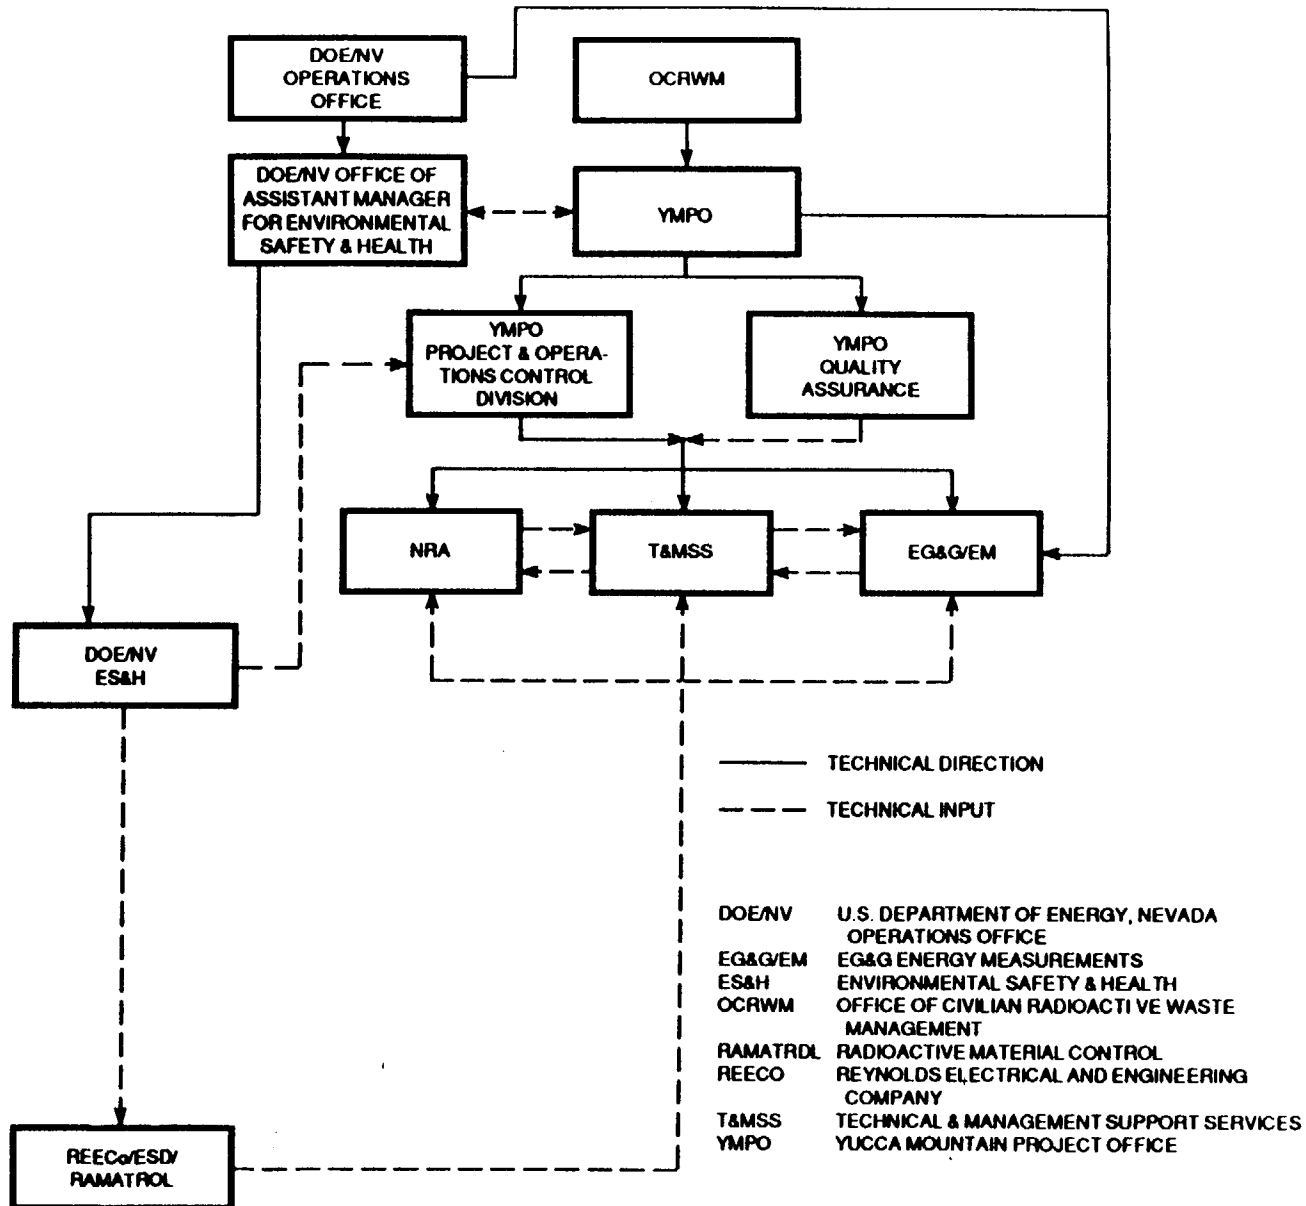 DOE/NV
OPERATIONS
OFFICE
OCRWM
DOE/NV OFFICE OF
ASSISTANT MANAGER
FOR ENVIRONMENTAL
SAFETY & HEALTH
YMPO
YMPO
PROJECT & OPERA-
TIONS CONTROL
DIVISION
YMPO
QUALITY
ASSURANCE
NRA
T&MSS
EG&G/EM
DOE/NV
ES&H
TECHNICAL DIRECTION
TECHNICAL INPUT
DOE/NV U.S. DEPARTMENT OF ENERGY, NEVADA
OPERATIONS OFFICE
EG&G/EM EG&G ENERGY MEASUREMENTS
ES&H ENVIRONMENTAL SAFETY & HEALTH
OCRWM OFFICE OF CIVILIAN RADIOACTIVE WASTE
MANAGEMENT
RAMATRDL RADIOACTIVE MATERIAL CONTROL
REECO REYNOLDS ELECTRICAL AND ENGINEERING
COMPANY
T&MSS TECHNICAL & MANAGEMENT SUPPORT SERVICES
YMPO YUCCA MOUNTAIN PROJECT OFFICE
REECo/ESD/
RAMATROL